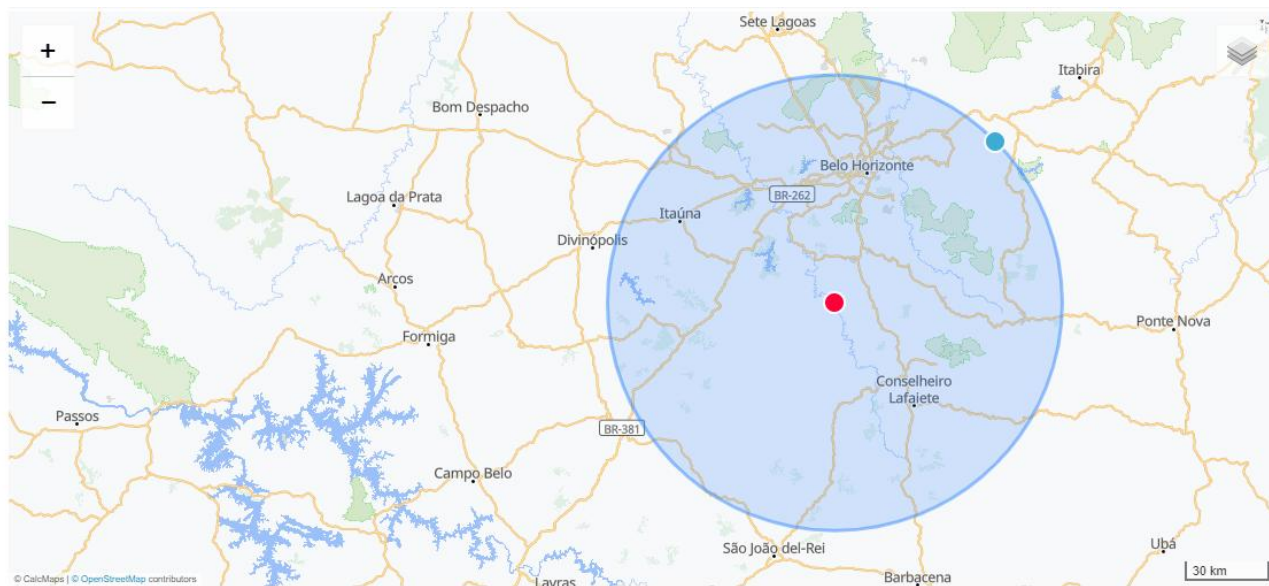 +
−
Sete Lagoas
Itabira
Bom Despacho
Belo Horizonte
BR-262
Lagoa da Prata
Itaúna
Divinópolis
Arcos
Formiga
Ponte Nova
Conselheiro
Lafaiete
Passos
BR-381
Campo Belo
São João del-Rei
Ubá
30 km
Lavras
Barbacena
© CalcMaps | © OpenStreetMap contributors